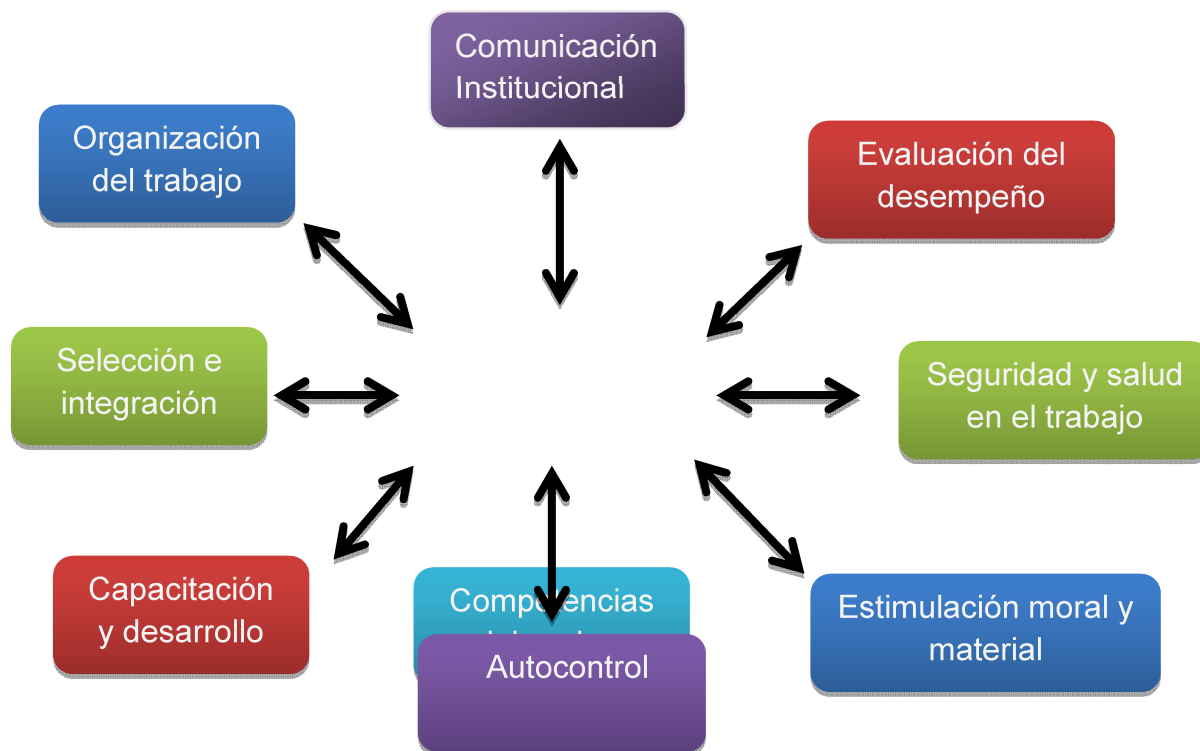 Comunicación
Institucional
Organización
del trabajo
Evaluación del
desempeño
Selección e
integración
Seguridad y salud
en el trabajo
Capacitación
y desarrollo
Competencias
Autocontrol
Estimulación moral y
material